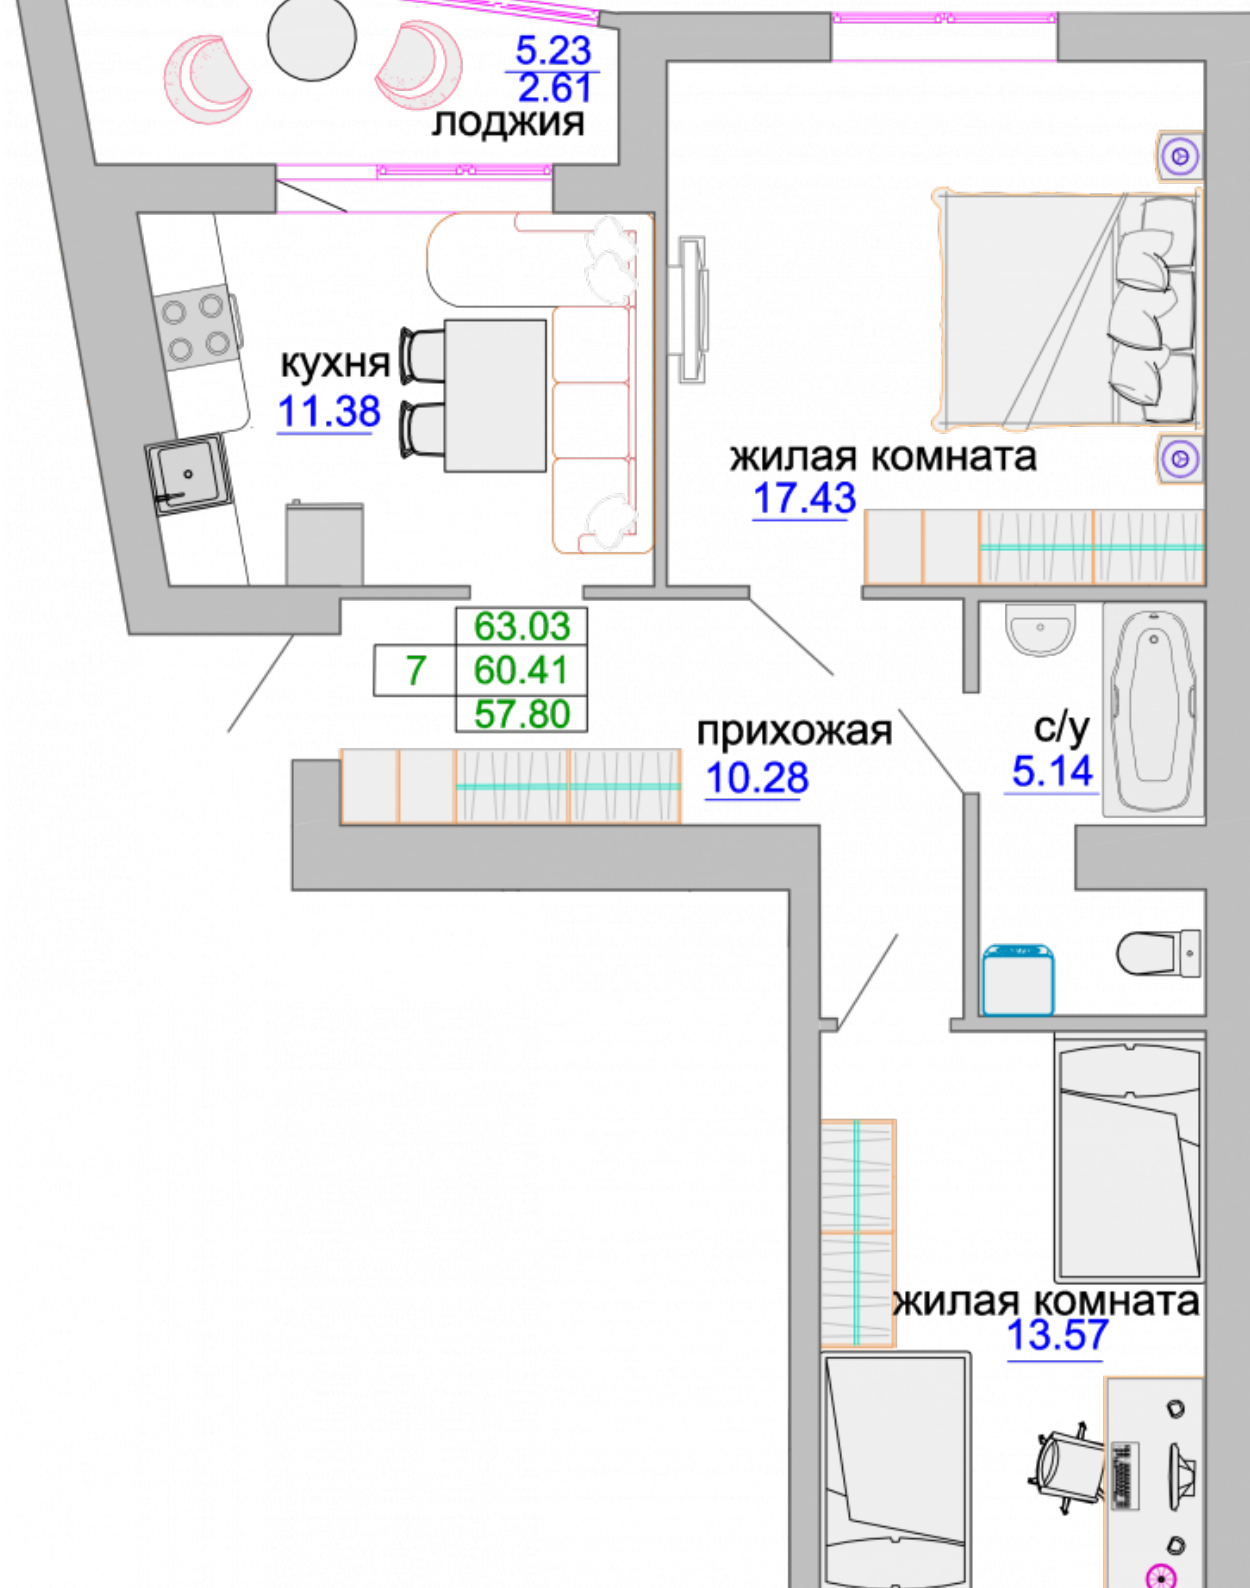 5.23
2.61
лоджия
кухня
11.38
жилая комната
17.43
63.03
7
60.41
57.80
прихожая
10.28
с/у
5.14
жилая комната
13.57